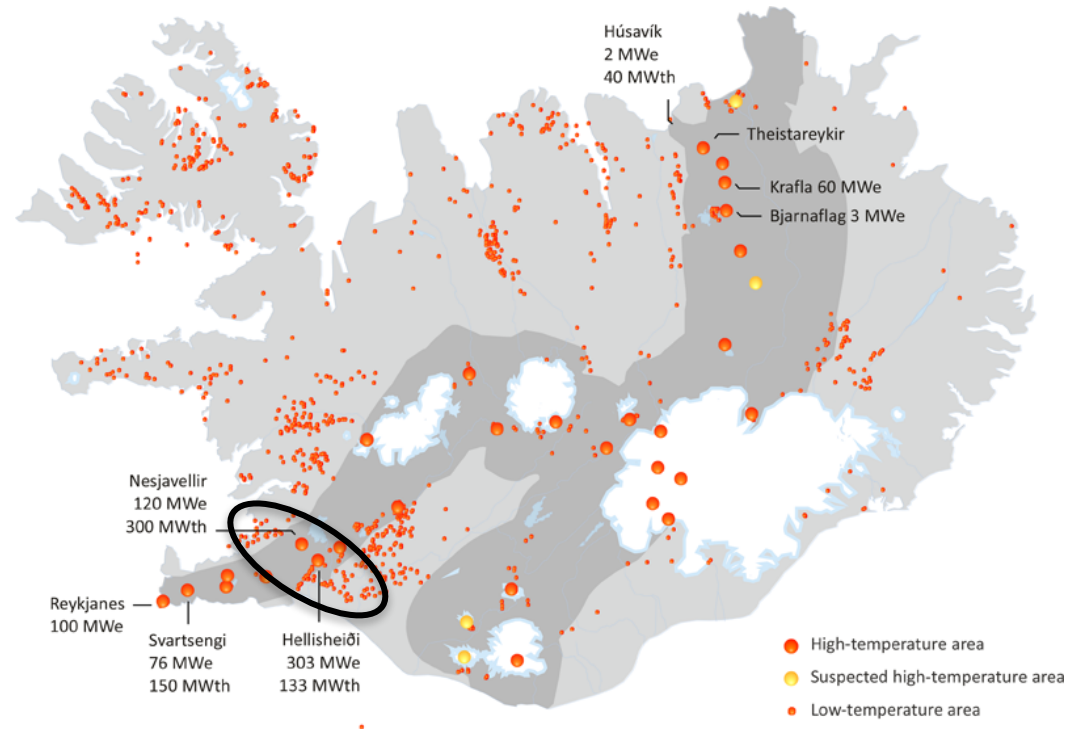 Húsavík
2 MWe
40 MWth
Theistareykir
Krafla 60 MWe
Bjarnaflag 3 MWe
Nesjavellir
120 MWe
300 MWth
Reykjanes
100 MWe
Svartsengi
76 MWe
150 MWth
Hellisheiði
303 MWe
133 MWth
High-temperature area
Suspected high-temperature area
Low-temperature area